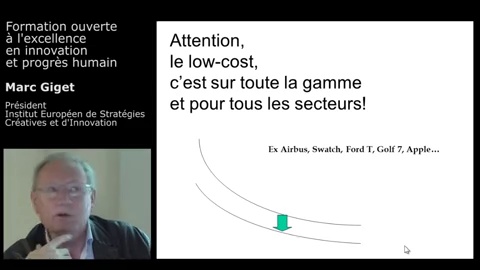 Formation ouverte
à l'excellence
en innovation
et progrès humain
Marc Giget
Président
Institut Européen de Stratégies
Créatives et d'Innovation
Attention,
le low-cost,
c’est sur toute la gamme
et pour tous les secteurs!
Ex Airbus, Swatch, Ford T, Golf 7, Apple…